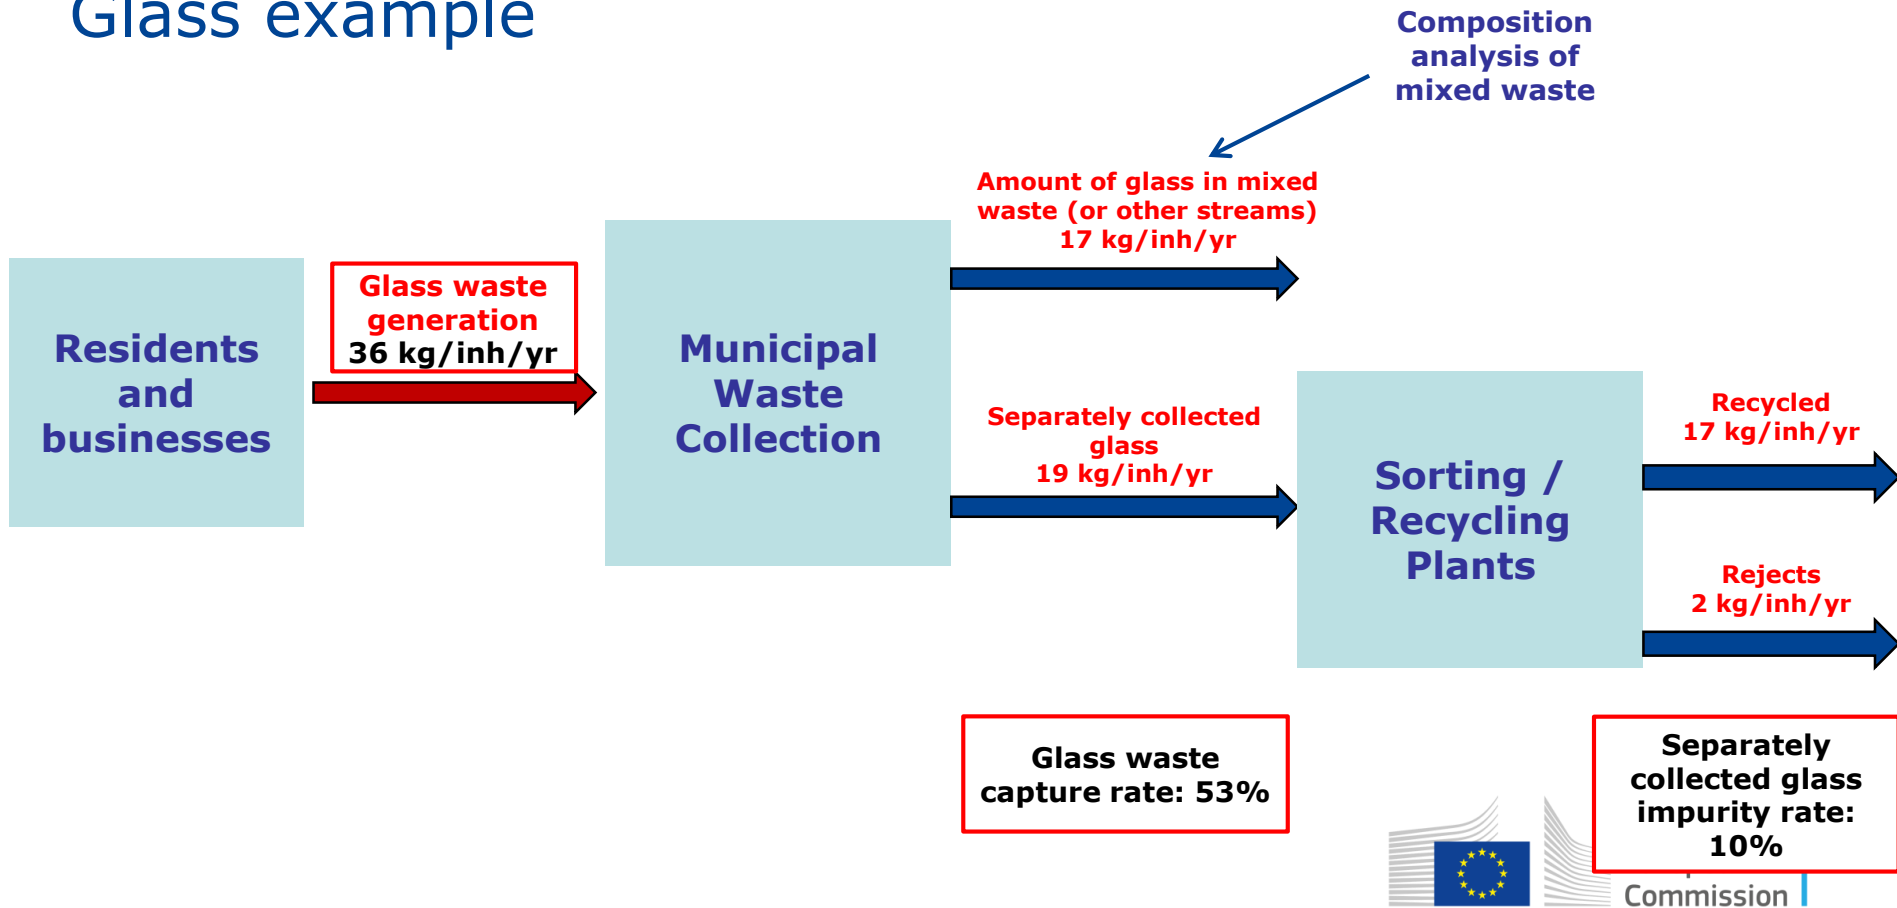 Glass example
Composition
analysis of
mixed waste
Amount of glass in mixed
waste (or other streams)
17 kg/inh/yr
Glass waste
generation
36 kg/inh/yr
Residents
and
businesses
Municipal
Waste
Collection
Separately collected
glass
19 kg/inh/yr
Sorting /
Recycling
Plants
Recycled
17 kg/inh/yr
Rejects
2 kg/inh/yr
Glass waste
capture rate: 53%
Separately
collected glass
impurity rate:
10%
Commission